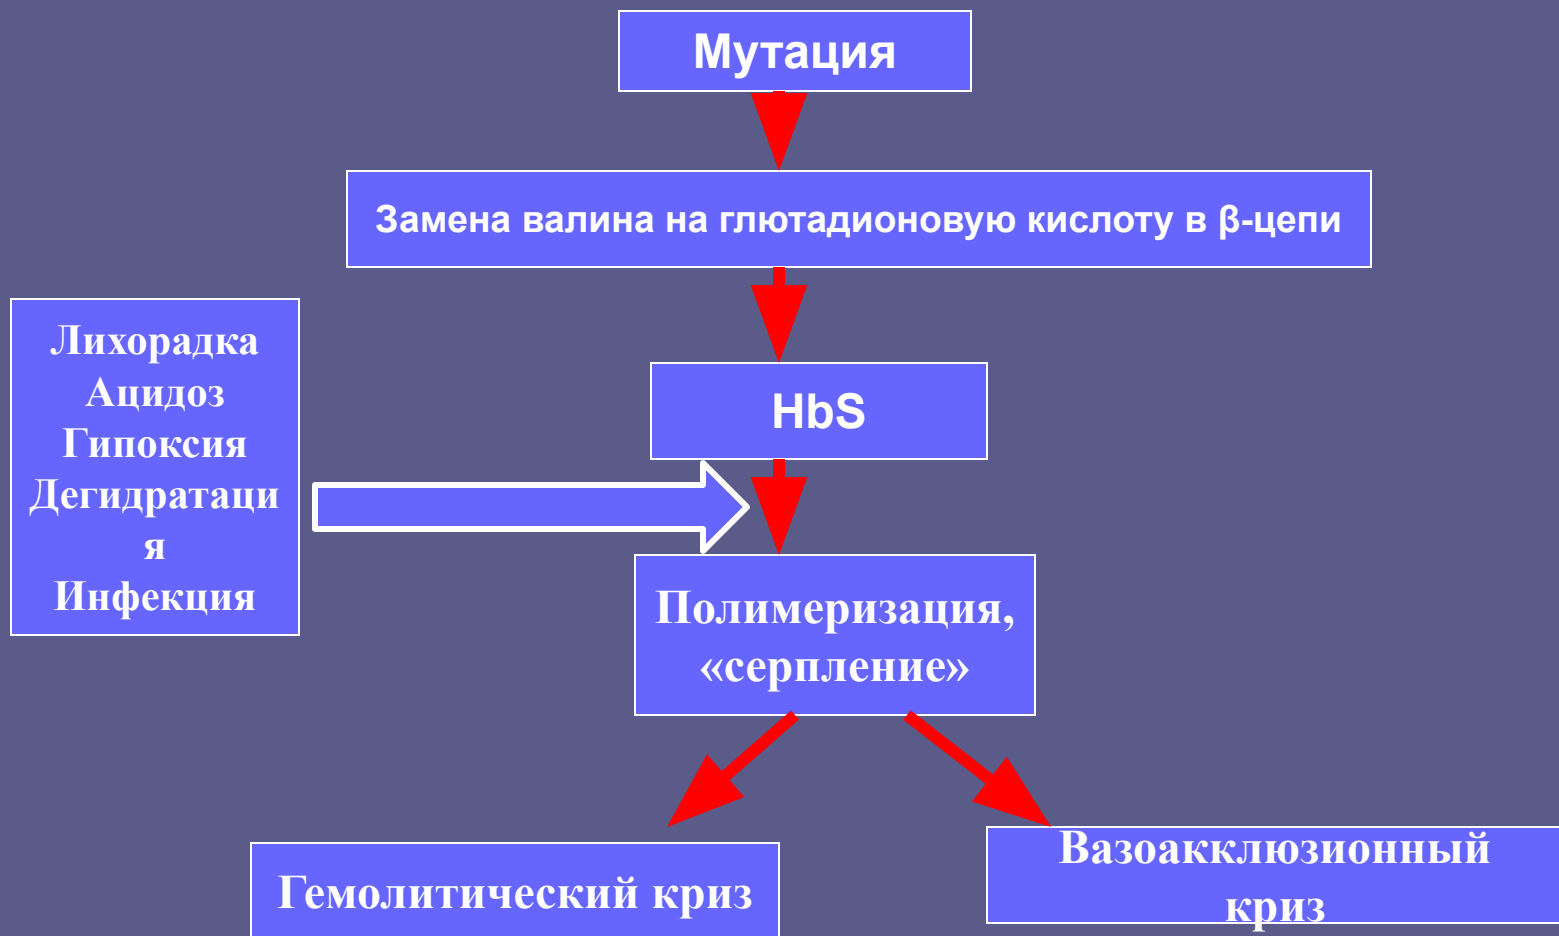 Мутация
Замена валина на глютадионовую кислоту в β-цепи
Лихорадка
Ацидоз
Гипоксия
Дегидратаци
я
Инфекция
HbS
Полимеризация,
«серпление»
Гемолитический криз
Вазоакклюзионный
криз